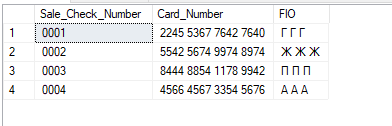 Sale_Check_Number Card_Number FIO
1 0001 2245 5367 7642 7640 Г Г Г
2 0002 5542 5674 9974 8974 Ж Ж Ж
3 0003 8444 8854 1178 9942 П П П
4 0004 4566 4567 3354 5676 А А А